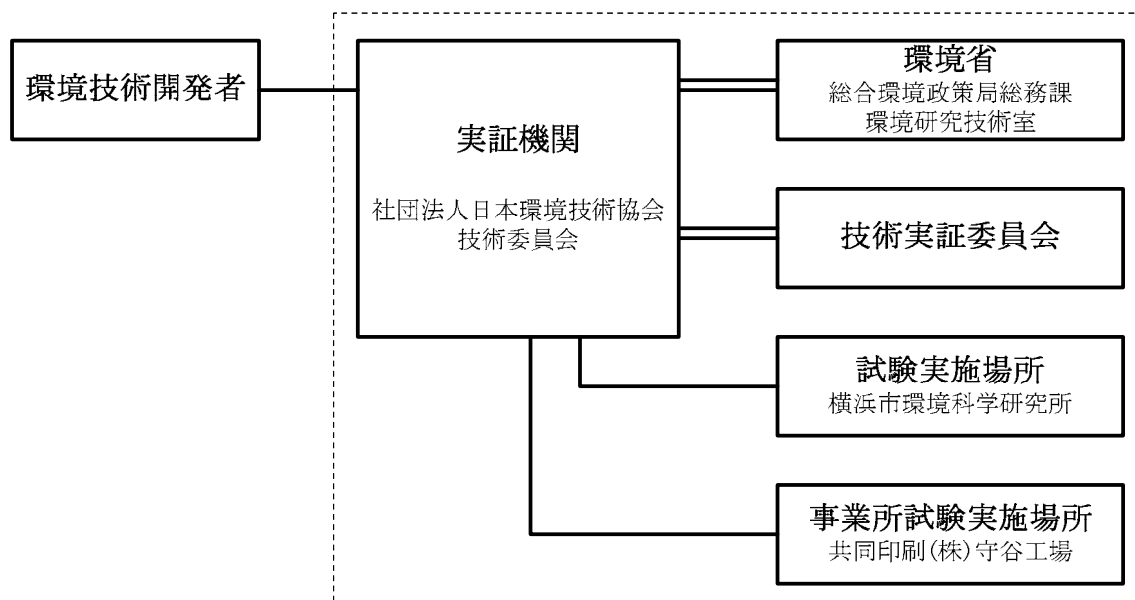 環境技術開発者
実証機関
社団法人日本環境技術協会
技術委員会
環境省
総合環境政策局総務課
環境研究技術室
技術実証委員会
試験実施場所
横浜市環境科学研究所
事業所試験実施場所
共同印刷(株)守谷工場